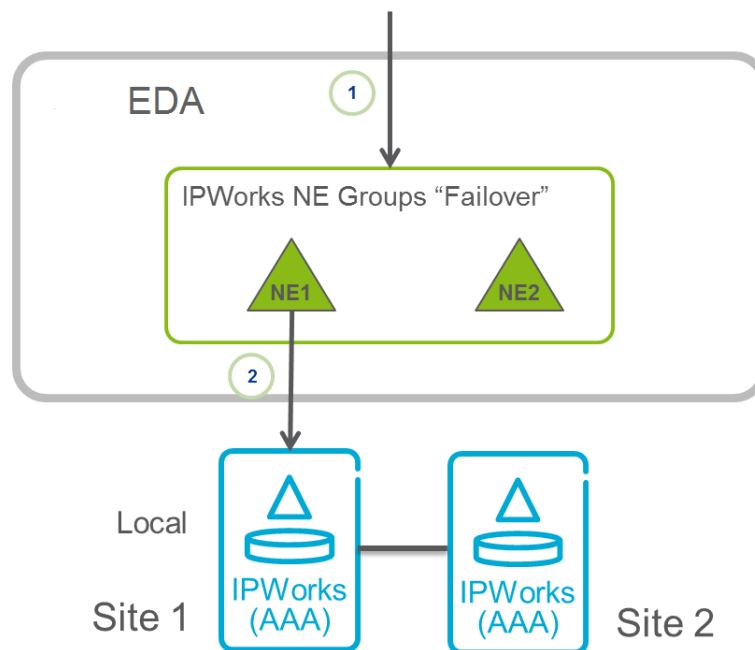 EDA
1
IPWorks NE Groups “Failover”
NE1
NE2
2
Local
IPWorks
(AAA)
IPWorks
(AAA)
Site 1
Site 2